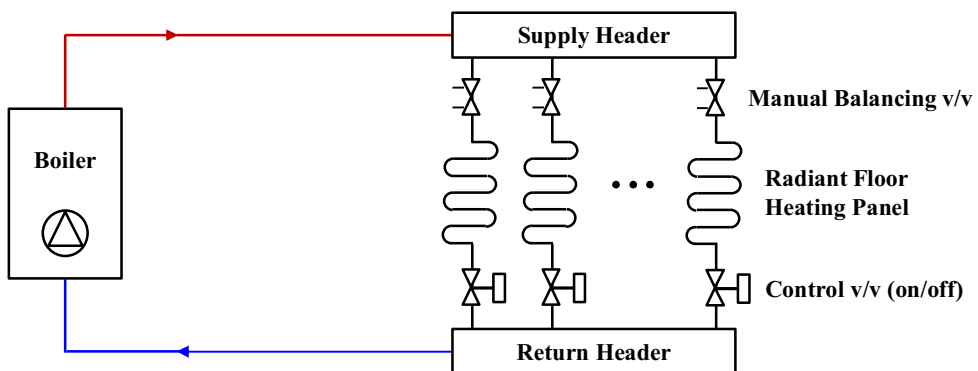 Supply Header
Manual Balancing v/v
Boiler
Radiant Floor
Heating Panel
Control v/v (on/off)
Return Header